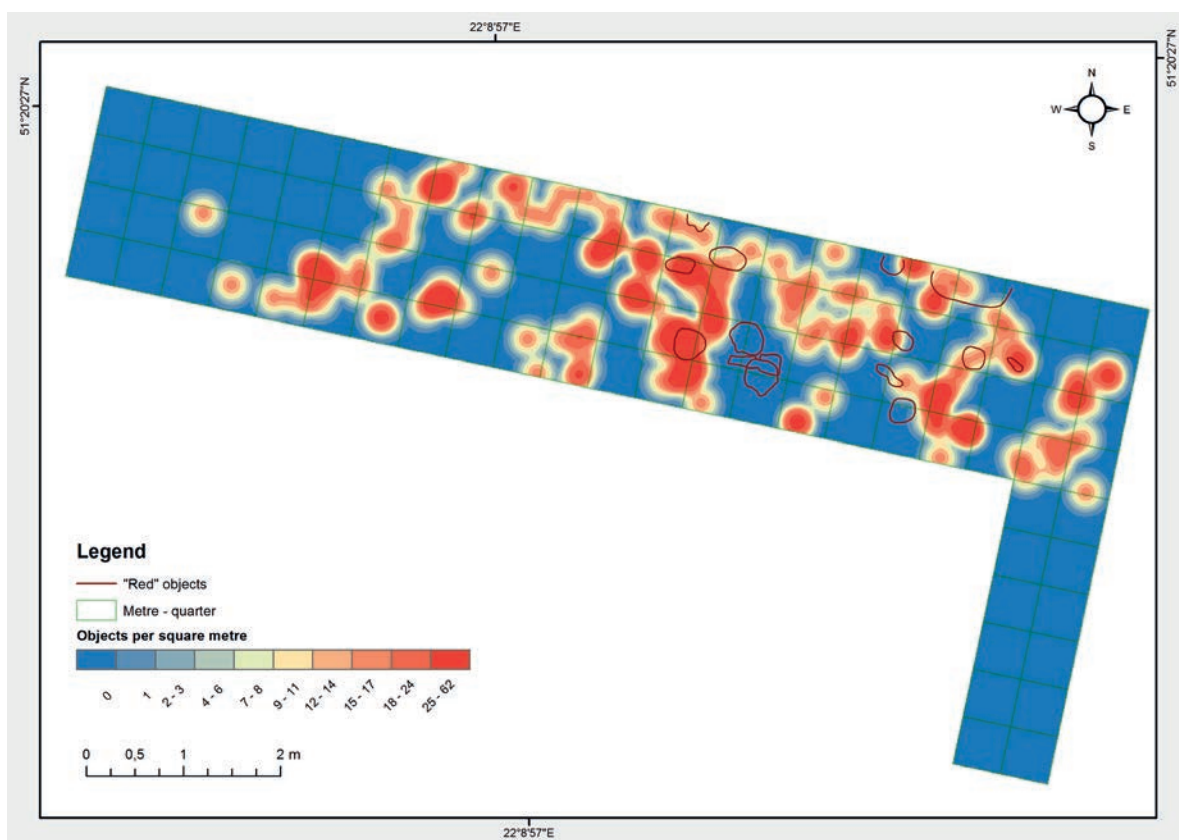 22°8'57"E
51°20'27"N
51°20'27"N
N
W E
S
Legend
"Red" objects
Metre - quarter
Objects per square metre
0 1 2 - 3 4 - 6 7 - 8 9 - 11 12 - 14 15 - 17 18 - 24 25 - 62
0 0,5 1 2 m
22°8'57"E